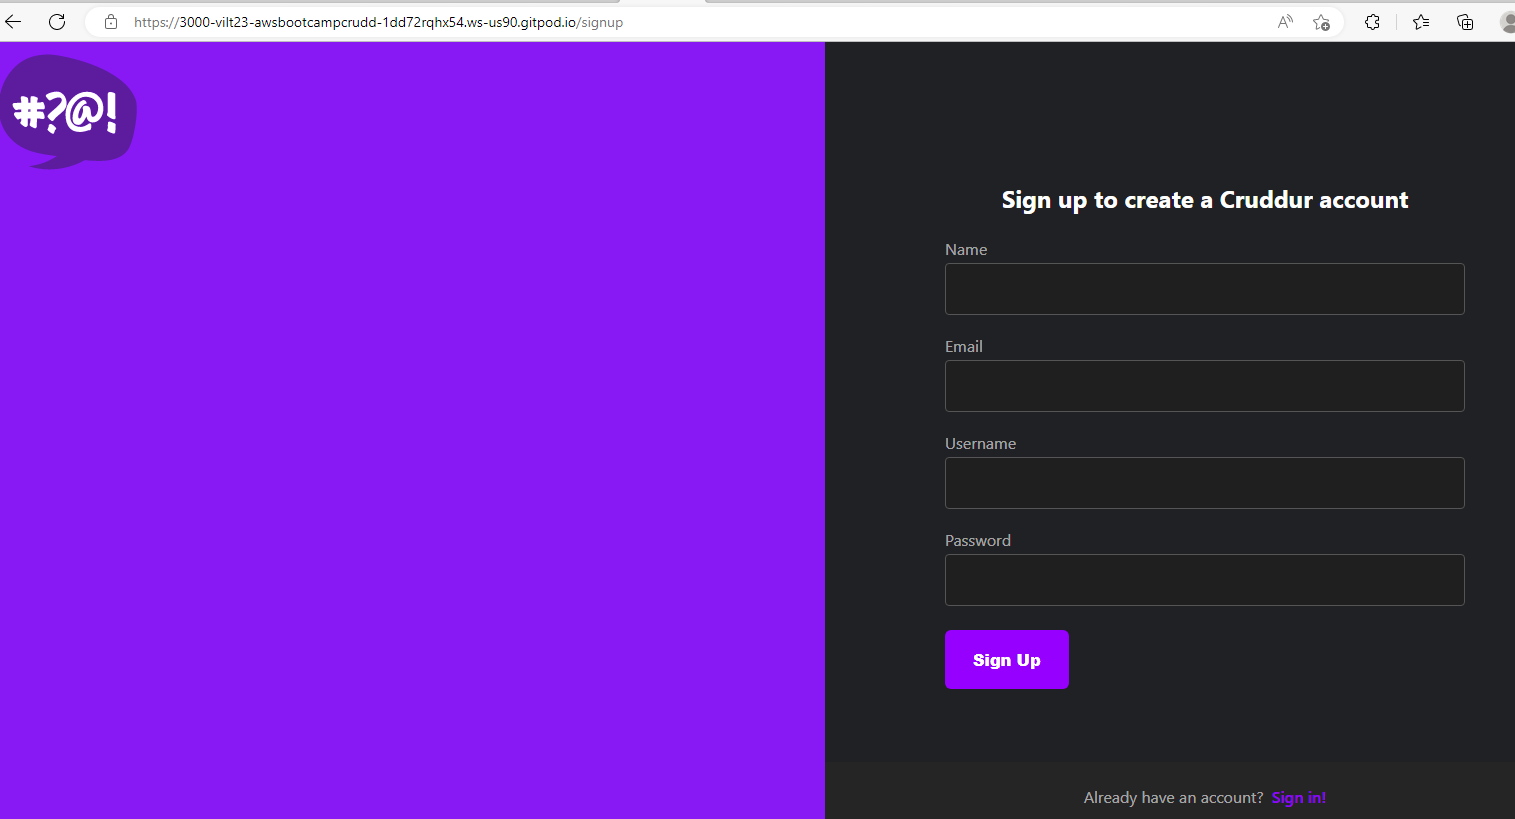 https://3000-vilt23-awsbootcampcrudd-1dd72rqhx54.ws-us90.gitpod.io/signup
#?@!
Sign up to create a Cruddur account
Name
Email
Username
Password
Sign Up
Already have an account? Sign in!